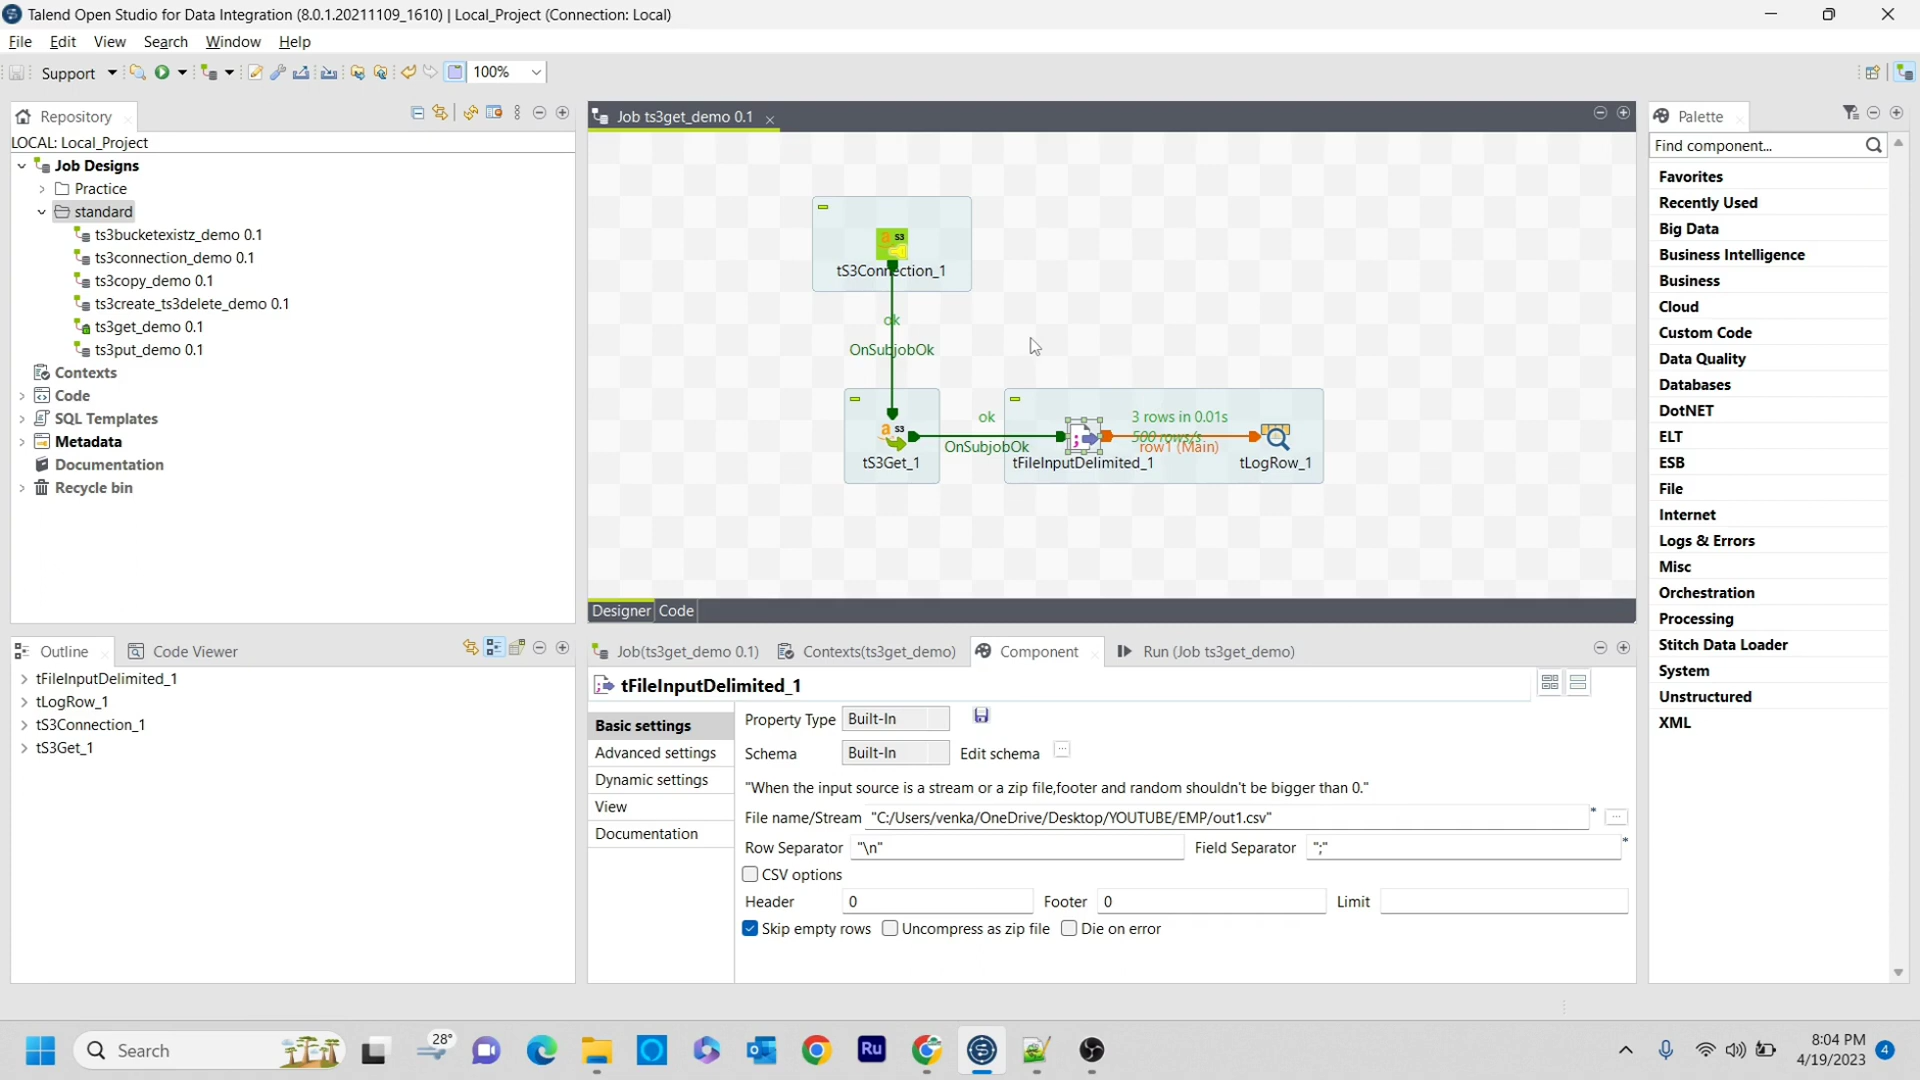 Talend Open Studio for Data Integration (8.0.1.20211109_1610) | Local_Project (Connection: Local)
File Edit View Search Window Help
Support 100%
Repository
LOCAL: Local_Project
Job Designs
Practice
standard
ts3bucketexistz_demo 0.1
ts3connection_demo 0.1
ts3copy_demo 0.1
ts3create_ts3delete_demo 0.1
ts3get_demo 0.1
ts3put_demo 0.1
Contexts
Code
SQL Templates
Metadata
Documentation
Recycle bin
Job ts3get_demo 0.1
a S3
tS3Connection_1
ok
OnSubjobOk
a S3
tS3Get_1
ok
OnSubjobOk
tFileInputDelimited_1
3 rows in 0.01s
500 rows/s
row1 (Main)
tLogRow_1
Designer Code
Palette
Find component...
Favorites
Recently Used
Big Data
Business Intelligence
Business
Cloud
Custom Code
Data Quality
Databases
DotNET
ELT
ESB
File
Internet
Logs & Errors
Misc
Orchestration
Processing
Stitch Data Loader
System
Unstructured
XML
Outline Code Viewer
tFileInputDelimited_1
tLogRow_1
tS3Connection_1
tS3Get_1
Job(ts3get_demo 0.1) Contexts(ts3get_demo) Component Run (Job ts3get_demo)
tFileInputDelimited_1
Basic settings
Advanced settings
Dynamic settings
View
Documentation
Property Type Built-In
Schema Built-In Edit schema ...
"When the input source is a stream or a zip file,footer and random shouldn't be bigger than 0."
File name/Stream "C:/Users/venka/OneDrive/Desktop/YOUTUBE/EMP/out1.csv" * ...
Row Separator "\n" Field Separator ";" *
CSV options
Header 0 Footer 0 Limit
Skip empty rows Uncompress as zip file Die on error
Search 28° Ru 8:04 PM
4/19/2023 4